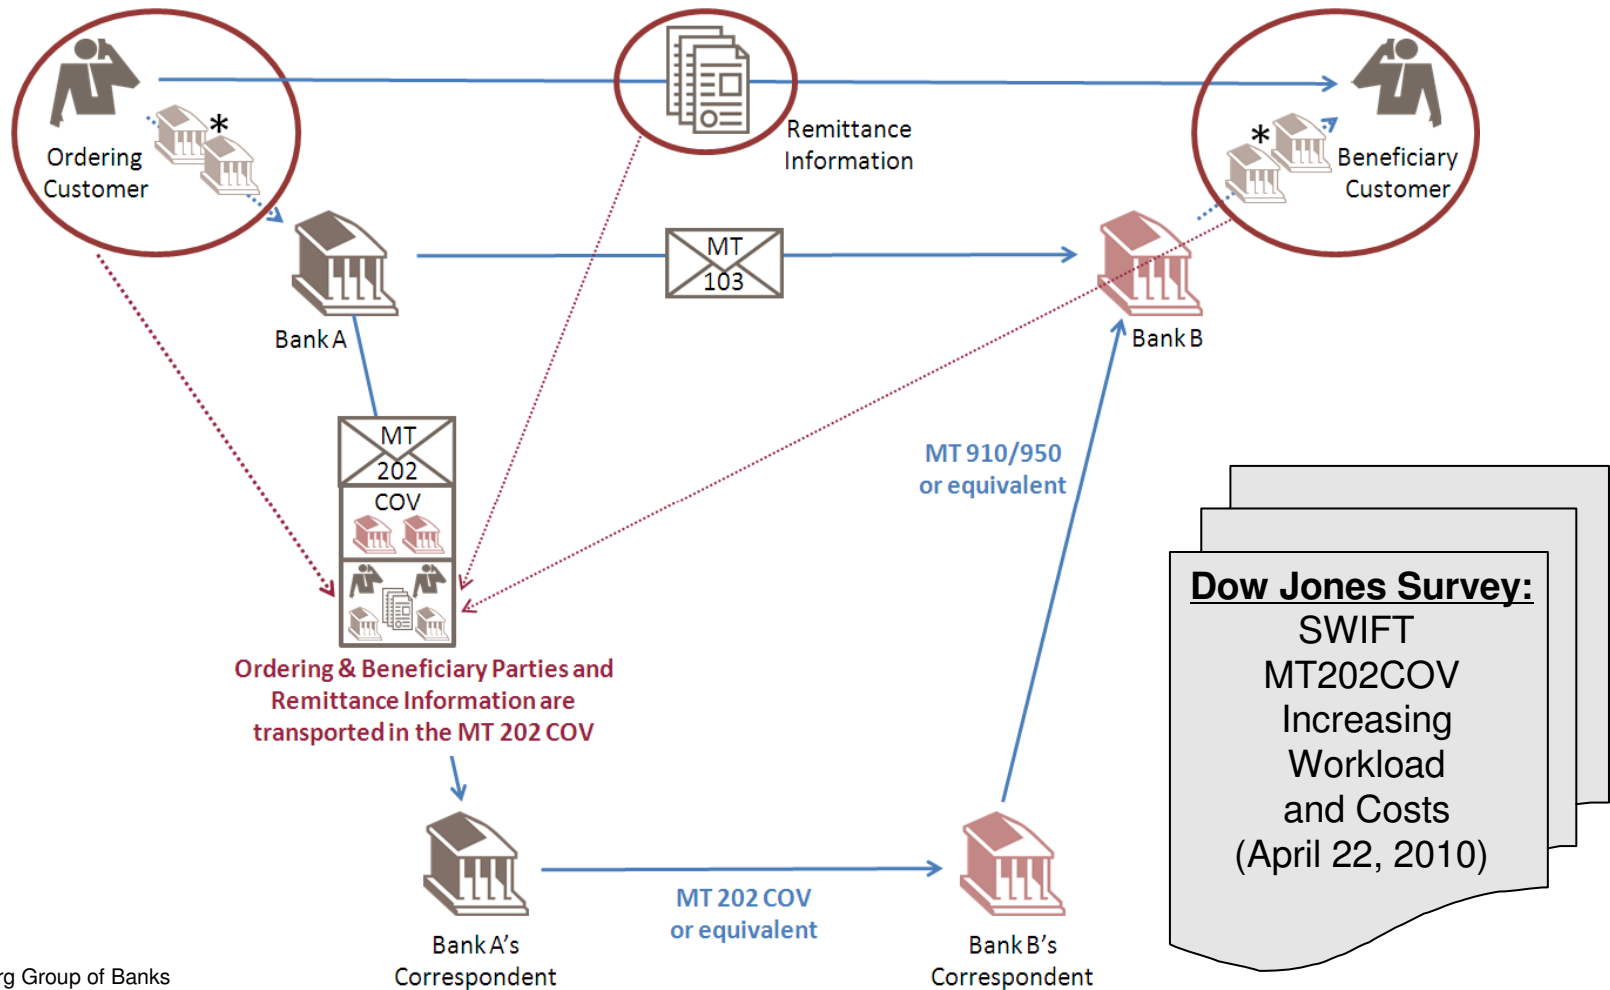 Ordering
Customer
*
Remittance
Information
*
Beneficiary
Customer
MT
103
Bank A
Bank B
MT
202
COV
MT 910/950
or equivalent
Ordering & Beneficiary Parties and
Remittance Information are
transported in the MT 202 COV
Dow Jones Survey:
SWIFT
MT202COV
Increasing
Workload
and Costs
(April 22, 2010)
MT 202 COV
or equivalent
Bank A's
Correspondent
Bank B's
Correspondent
rg Group of Banks